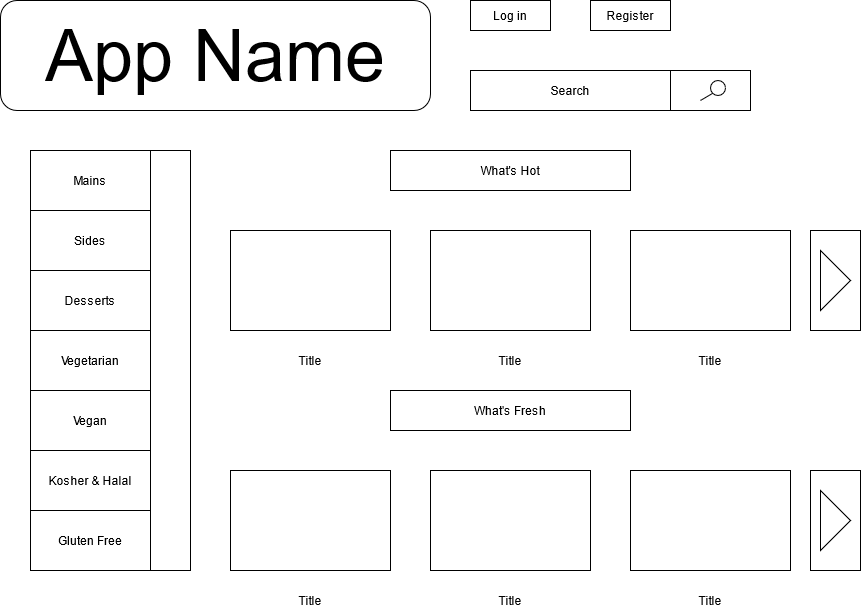 App Name
Log in
Register
Search
Mains
Sides
Desserts
Vegetarian
Vegan
Kosher & Halal
Gluten Free
What's Hot
Title
Title
Title
What's Fresh
Title
Title
Title